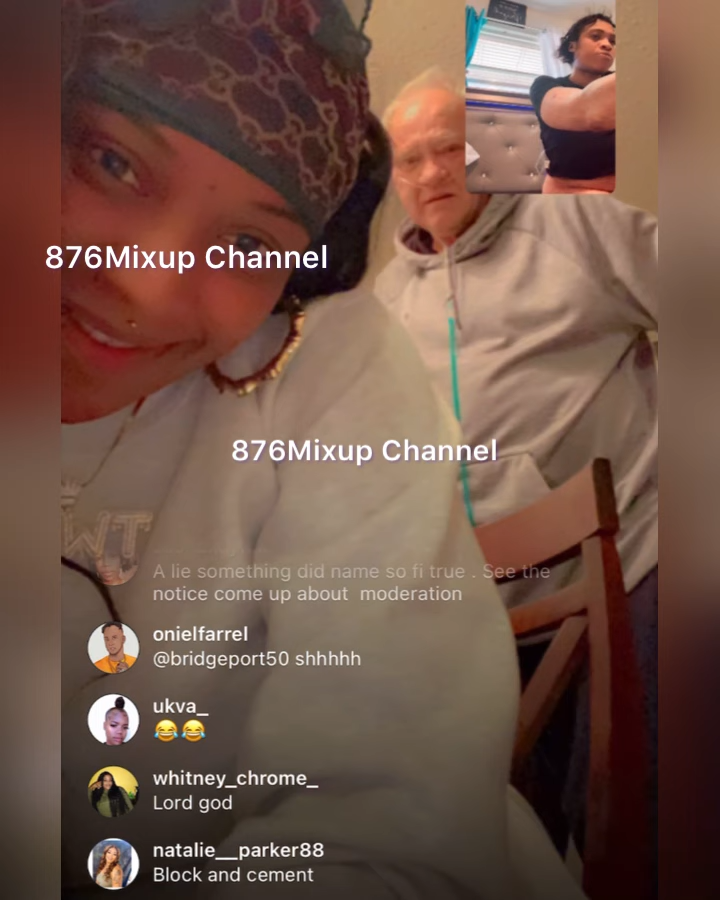 876Mixup Channel
876Mixup Channel
WT
A lie something did name so fi true . See the
notice come up about moderation
onielfarrel
@bridgeport50 shhhhh
ukva_
😂😂
whitney_chrome_
Lord god
natalie__parker88
Block and cement